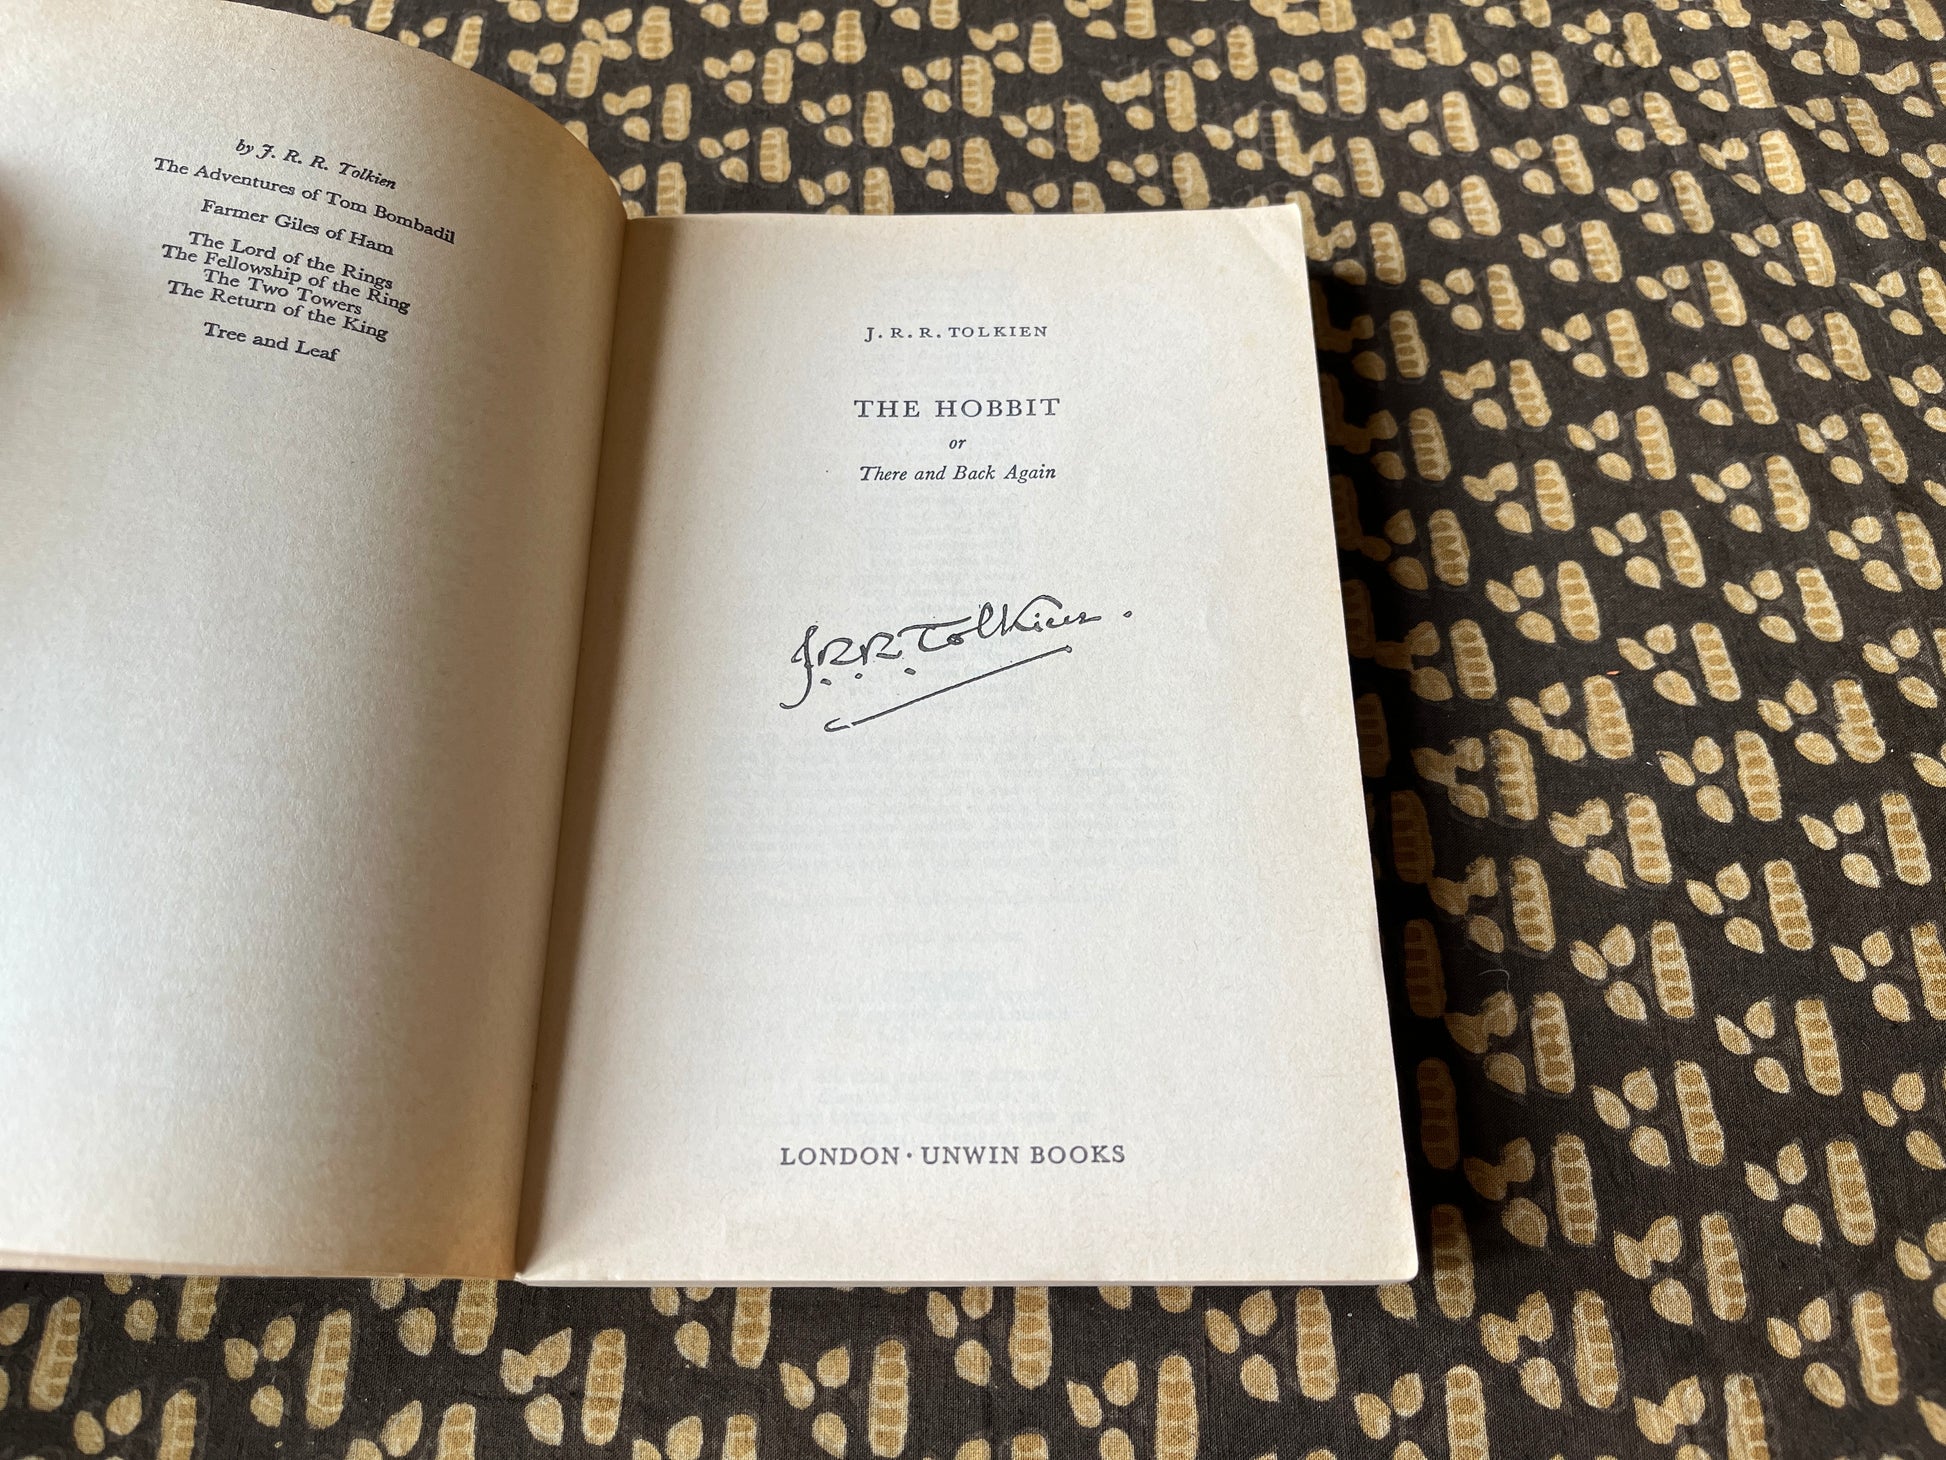 by J. R. R. Tolkien
The Adventures of Tom Bombadil
Farmer Giles of Ham
The Lord of the Rings
The Fellowship of the Ring
The Two Towers
The Return of the King
Tree and Leaf
J. R. R. TOLKIEN
THE HOBBIT
or
There and Back Again
J.R.R. Tolkien.
LONDON · UNWIN BOOKS